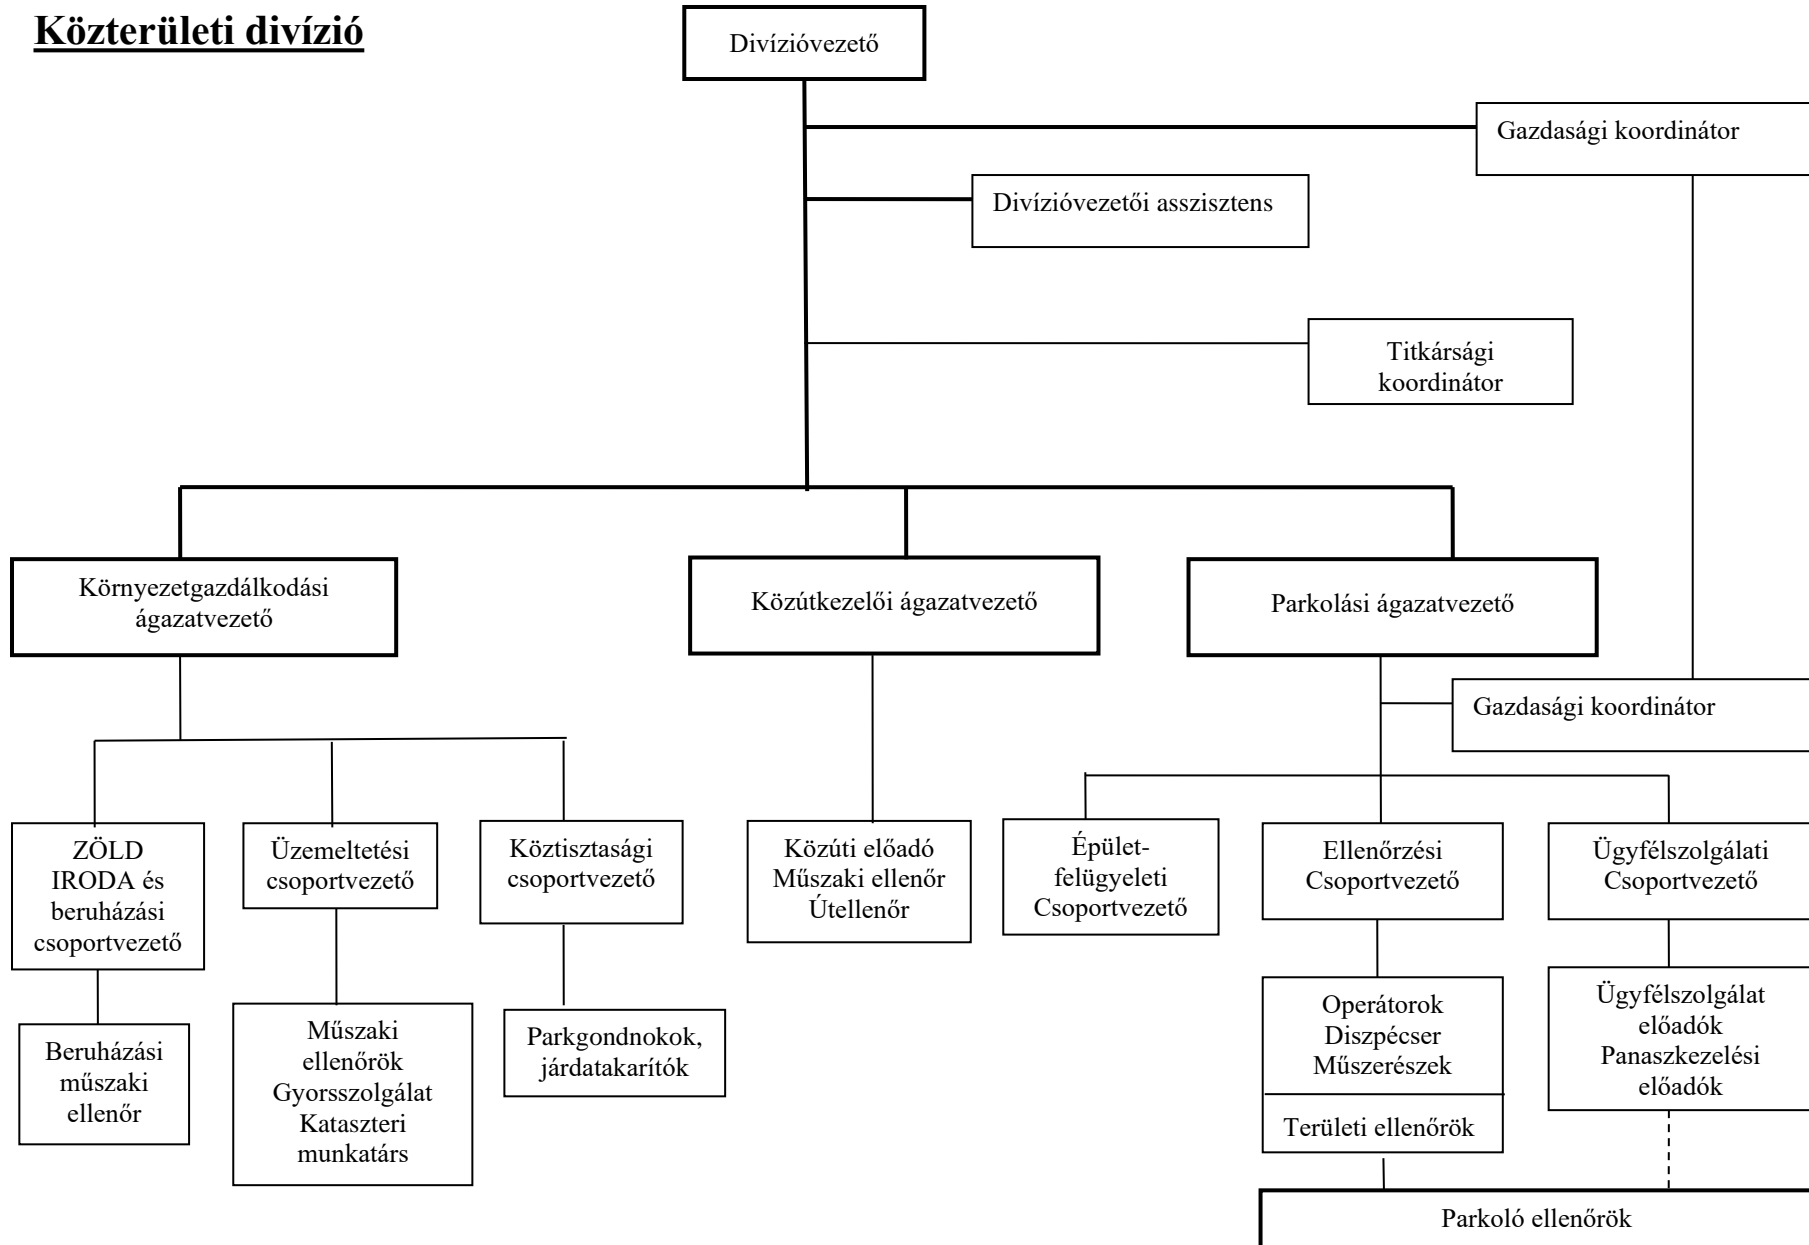 Közterületi divízió
Divízióvezető
Gazdasági koordinátor
Divízióvezetői asszisztens
Titkársági
koordinátor
Környezetgazdálkodási
ágazatvezető
Közútkezelői ágazatvezető
Parkolási ágazatvezető
Gazdasági koordinátor
ZÖLD
IRODA és
beruházási
csoportvezető
Üzemeltetési
csoportvezető
Köztisztasági
csoportvezető
Közúti előadó
Műszaki ellenőr
Útellenőr
Épület-
felügyeleti
Csoportvezető
Ellenőrzési
Csoportvezető
Ügyfélszolgálati
Csoportvezető
Beruházási
műszaki
ellenőr
Műszaki
ellenőrök
Gyorsszolgálat
Kataszteri
munkatárs
Parkgondnokok,
járdatakarítók
Operátorok
Diszpécser
Műszerészek
Területi ellenőrök
Ügyfélszolgálat
előadók
Panaszkezelési
előadók
Parkoló ellenőrök